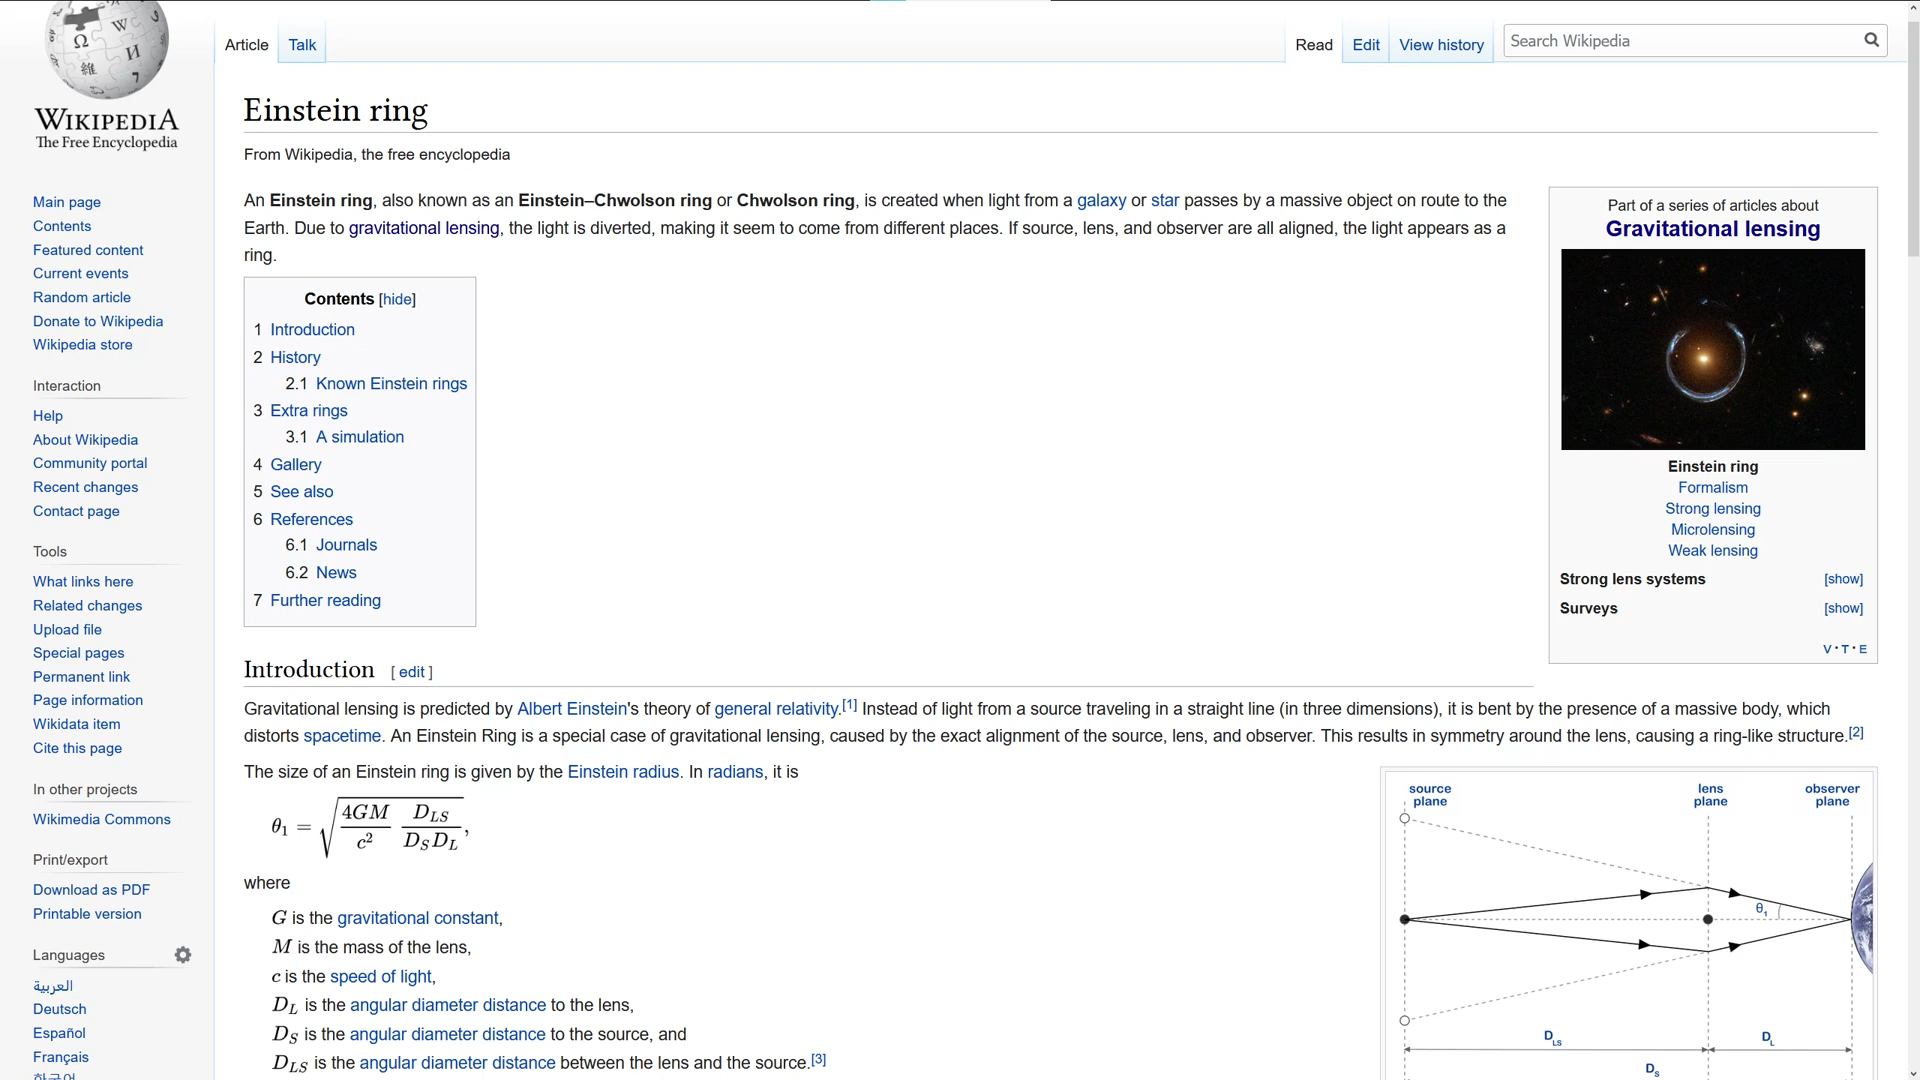 Article
Talk
Read
Edit
View history
Search Wikipedia
WIKIPEDIA
The Free Encyclopedia
Main page
Contents
Featured content
Current events
Random article
Donate to Wikipedia
Wikipedia store
Interaction
Help
About Wikipedia
Community portal
Recent changes
Contact page
Tools
What links here
Related changes
Upload file
Special pages
Permanent link
Page information
Wikidata item
Cite this page
In other projects
Wikimedia Commons
Print/export
Download as PDF
Printable version
Languages
العربية
Deutsch
Español
Français
한국어
Einstein ring
From Wikipedia, the free encyclopedia
An Einstein ring, also known as an Einstein–Chwolson ring or Chwolson ring, is created when light from a galaxy or star passes by a massive object on route to the
Earth. Due to gravitational lensing, the light is diverted, making it seem to come from different places. If source, lens, and observer are all aligned, the light appears as a
ring.
Contents [hide]
1 Introduction
2 History
2.1 Known Einstein rings
3 Extra rings
3.1 A simulation
4 Gallery
5 See also
6 References
6.1 Journals
6.2 News
7 Further reading
Part of a series of articles about
Gravitational lensing
Einstein ring
Formalism
Strong lensing
Microlensing
Weak lensing
Strong lens systems [show]
Surveys [show]
V · T · E
Introduction [ edit ]
Gravitational lensing is predicted by Albert Einstein's theory of general relativity.[1] Instead of light from a source traveling in a straight line (in three dimensions), it is bent by the presence of a massive body, which
distorts spacetime. An Einstein Ring is a special case of gravitational lensing, caused by the exact alignment of the source, lens, and observer. This results in symmetry around the lens, causing a ring-like structure.[2]
The size of an Einstein ring is given by the Einstein radius. In radians, it is
θ₁ = √(4GM/c² D_LS/(D_S D_L)),
where
G is the gravitational constant,
M is the mass of the lens,
c is the speed of light,
D_L is the angular diameter distance to the lens,
D_S is the angular diameter distance to the source, and
D_LS is the angular diameter distance between the lens and the source.[3]
source plane
lens plane
observer plane
θ₁
D_LS
D_L
D_S